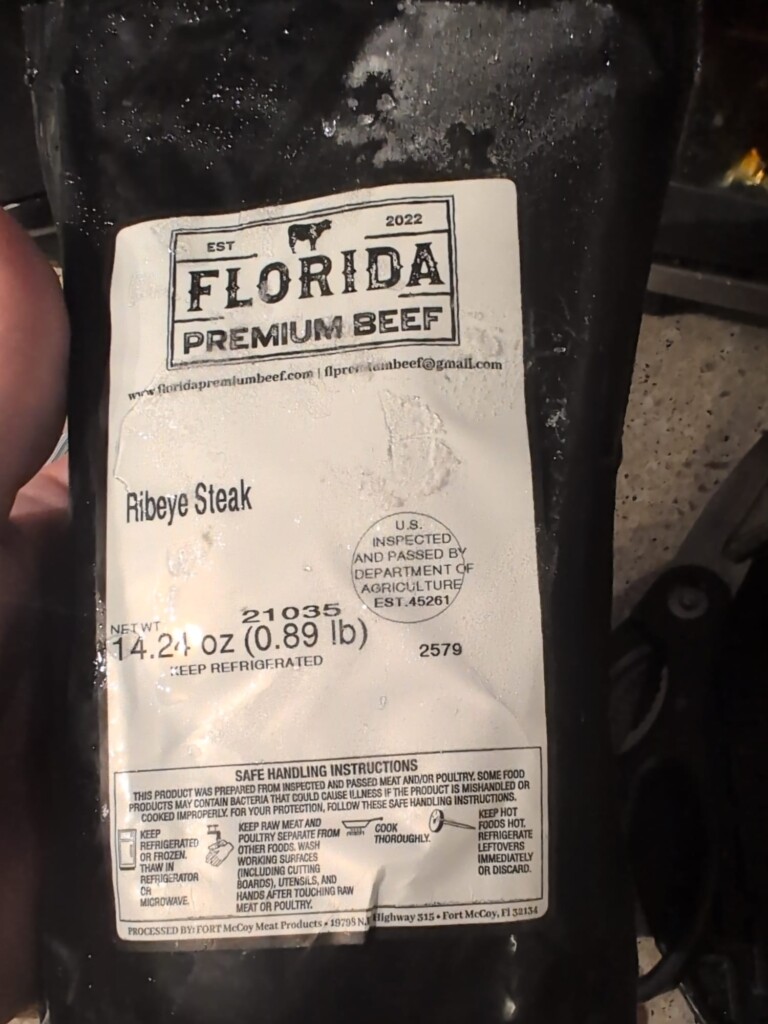 EST 2022
FLORIDA
PREMIUM BEEF
www.floridapremiumbeef.com | flpremiumbeef@gmail.com
Ribeye Steak
U.S.
INSPECTED
AND PASSED BY
DEPARTMENT OF
AGRICULTURE
EST.45261
21035
NET WT
14.24 oz (0.89 lb)
KEEP REFRIGERATED
2579
SAFE HANDLING INSTRUCTIONS
THIS PRODUCT WAS PREPARED FROM INSPECTED AND PASSED MEAT AND/OR POULTRY. SOME FOOD
PRODUCTS MAY CONTAIN BACTERIA THAT COULD CAUSE ILLNESS IF THE PRODUCT IS MISHANDLED OR
COOKED IMPROPERLY. FOR YOUR PROTECTION, FOLLOW THESE SAFE HANDLING INSTRUCTIONS.
KEEP
REFRIGERATED
OR FROZEN.
THAW IN
REFRIGERATOR
OR
MICROWAVE.
KEEP RAW MEAT AND
POULTRY SEPARATE FROM
OTHER FOODS. WASH
WORKING SURFACES
(INCLUDING CUTTING
BOARDS), UTENSILS, AND
HANDS AFTER TOUCHING RAW
MEAT OR POULTRY.
COOK
THOROUGHLY.
KEEP HOT
FOODS HOT.
REFRIGERATE
LEFTOVERS
IMMEDIATELY
OR DISCARD.
PROCESSED BY: FORT McCoy Meat Products • 19795 N.E Highway 315 • Fort McCoy, Fl 32134